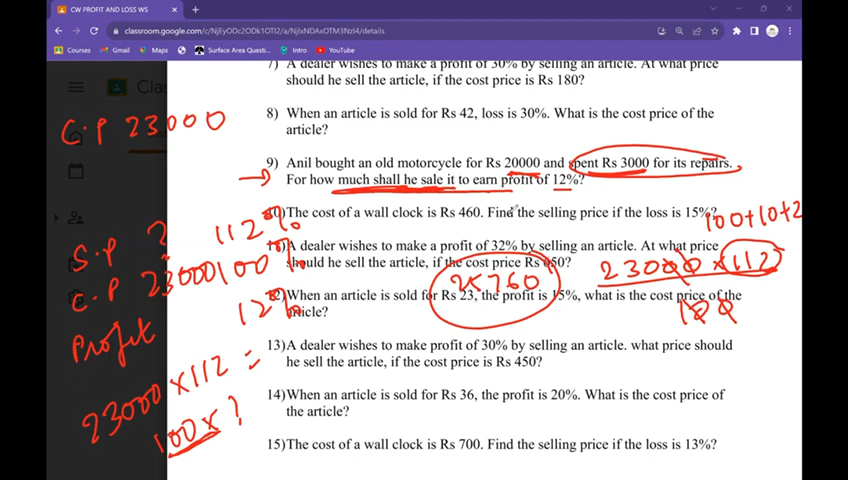 CW PROFIT AND LOSS WS
classroom.google.com/c/NjEyODc2ODk1OTI2/a/NjIxNDAxOTM3NzI4/details
Courses
Gmail
Maps
Surface Area Questi...
Intro
YouTube
Clas
7) A dealer wishes to make a profit of 30% by selling an article. At what price
should he sell the article, if the cost price is Rs 180?
C.P 23000
8) When an article is sold for Rs 42, loss is 30%. What is the cost price of the
article?
9) Anil bought an old motorcycle for Rs 20000 and spent Rs 3000 for its repairs.
For how much shall he sale it to earn profit of 12%?
10)The cost of a wall clock is Rs 460. Find the selling price if the loss is 15%?
100+10+2
S.P ? 112%
A dealer wishes to make a profit of 32% by selling an article. At what price
should he sell the article, if the cost price Rs 650?
C.P 23000 100%
23000 x 112
100
25760
12)When an article is sold for Rs 23, the profit is 15%, what is the cost price of the
article?
Profit 12%
13)A dealer wishes to make profit of 30% by selling an article. what price should
he sell the article, if the cost price is Rs 450?
23000 x 112 =
100 x ?
14)When an article is sold for Rs 36, the profit is 20%. What is the cost price of
the article?
15)The cost of a wall clock is Rs 700. Find the selling price if the loss is 13%?